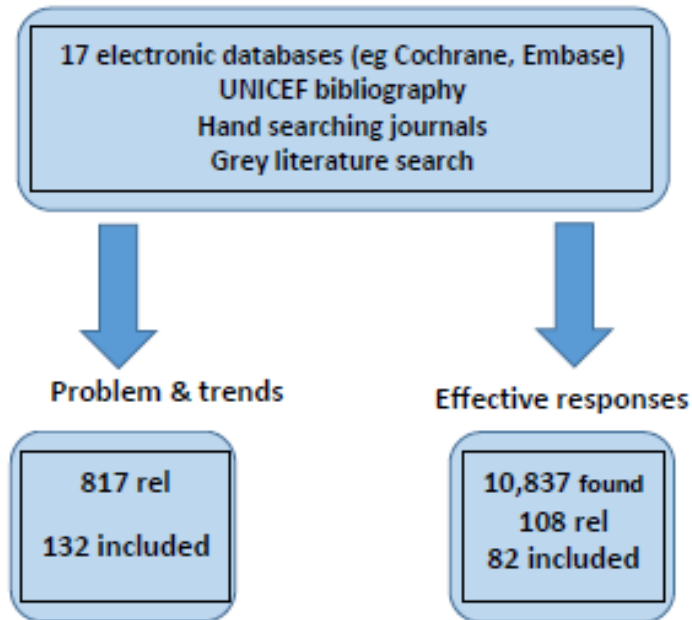 17 electronic databases (eg Cochrane, Embase)
UNICEF bibliography
Hand searching journals
Grey literature search
Problem & trends
817 rel
132 included
Effective responses
10,837 found
108 rel
82 included